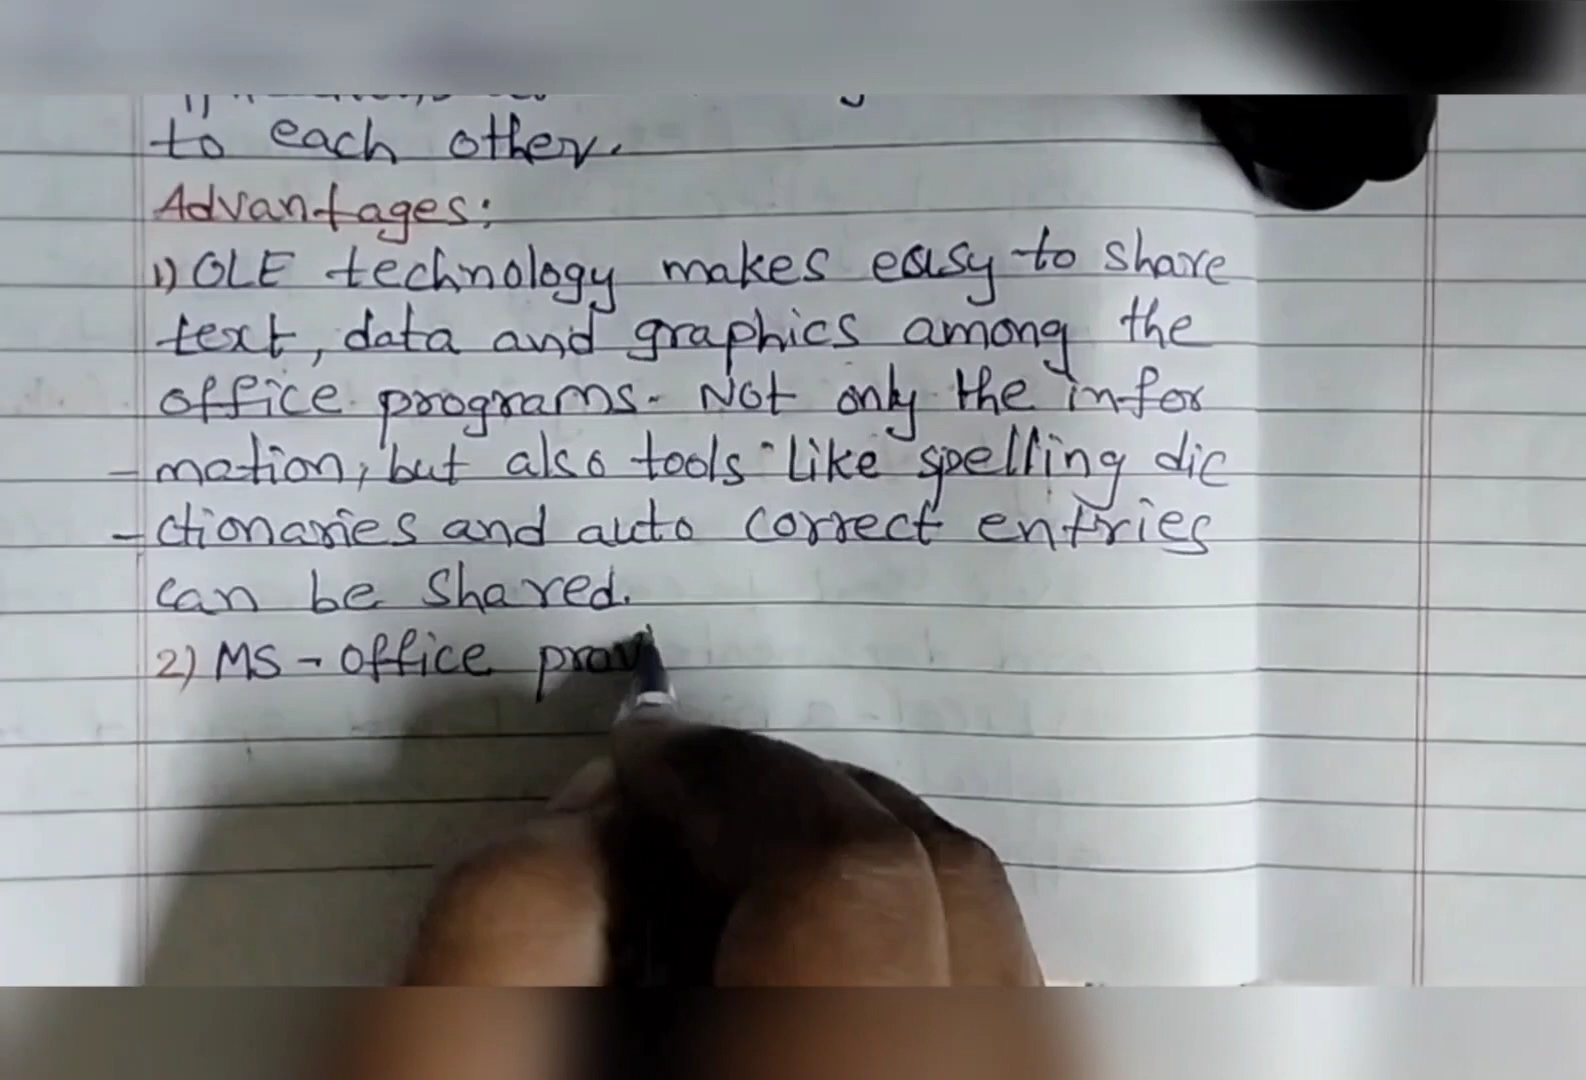 to each other.
Advantages:
1) OLE technology makes easy to share
text, data and graphics among the
office programs. Not only the infor
-mation, but also tools like spelling dic
-ctionaries and auto correct entries
can be shared.
2) MS-office prov